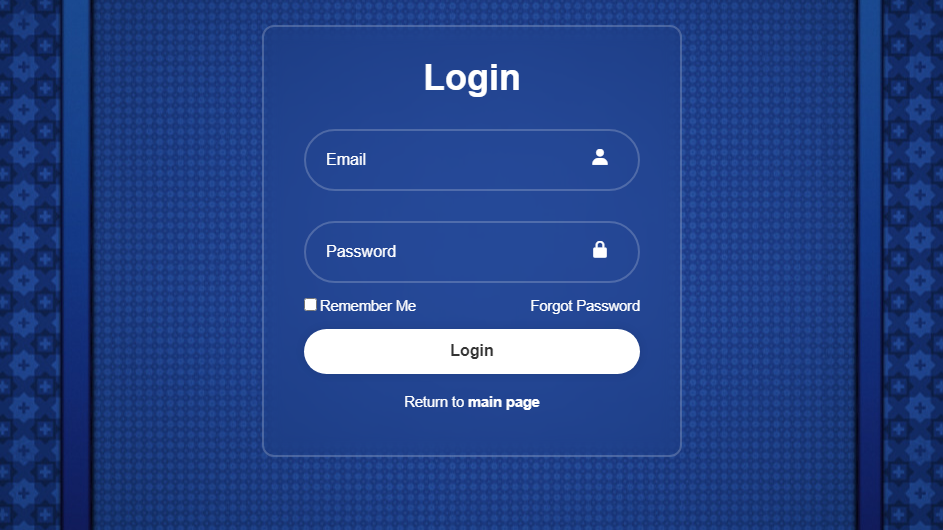 Login
Email
Password
Remember Me Forgot Password
Login
Return to main page